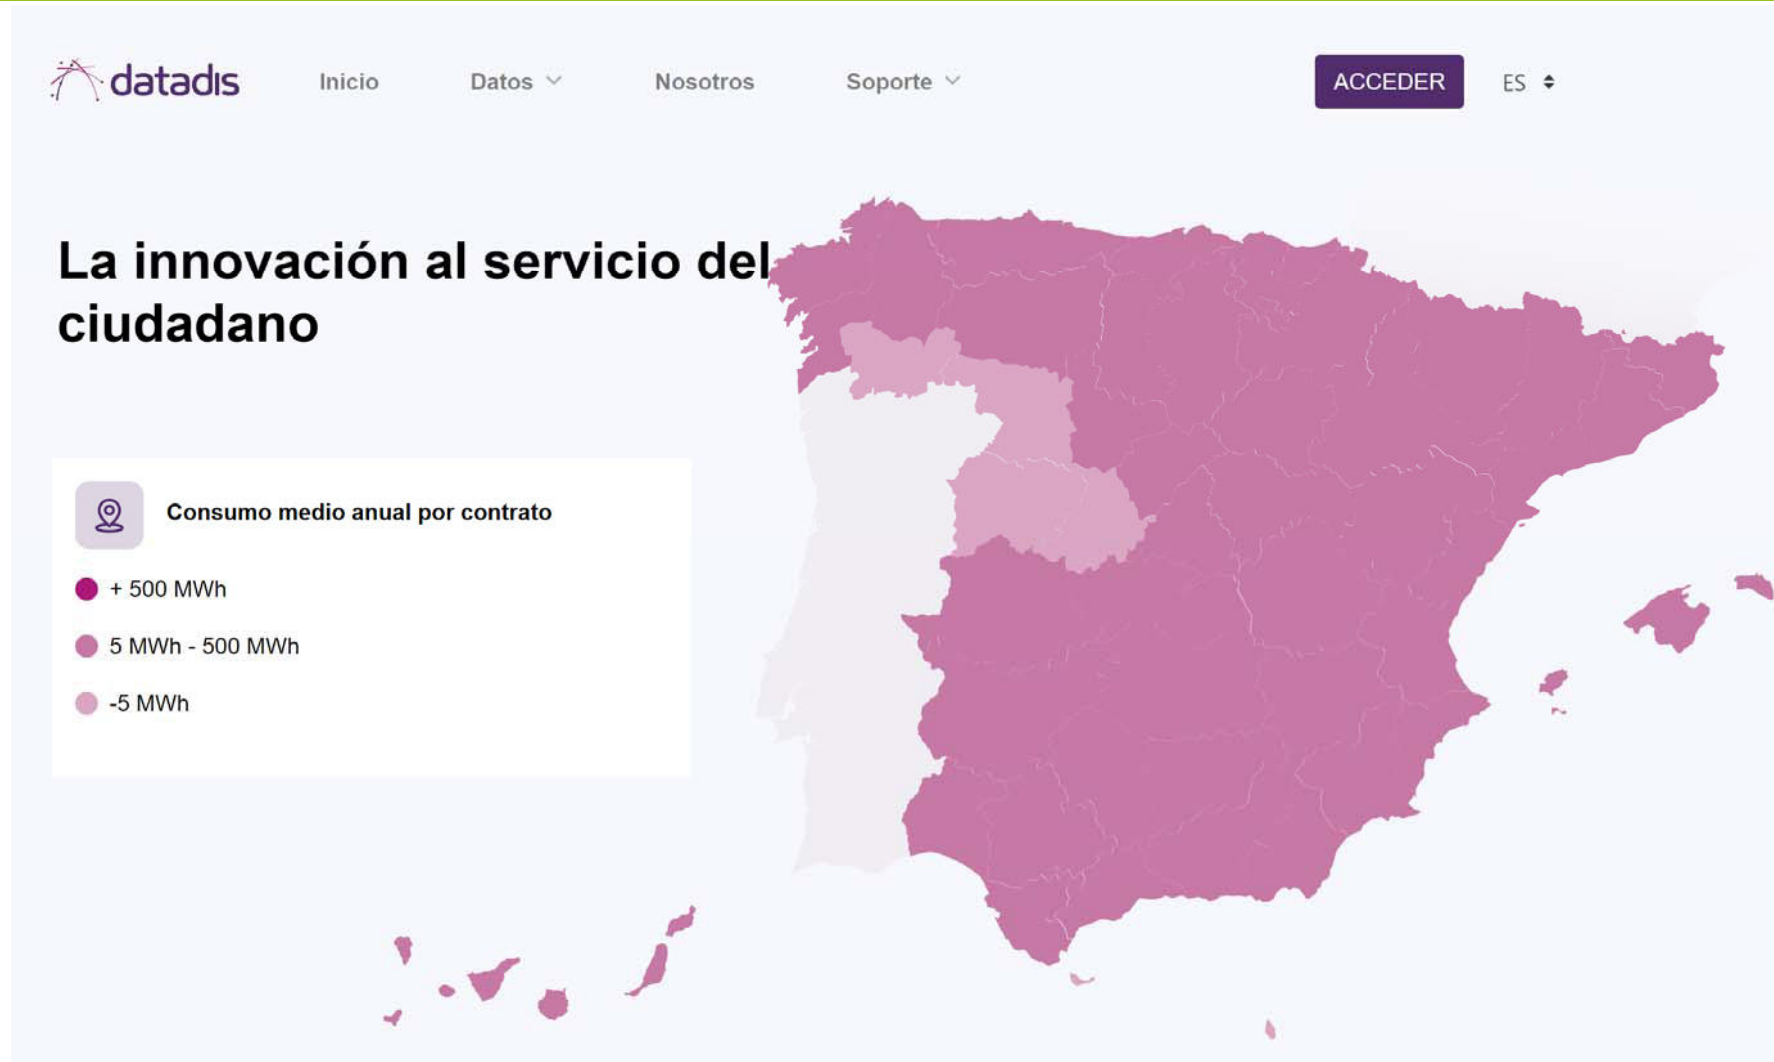 datadis
Inicio
Datos
Nosotros
Soporte
ACCEDER
ES
La innovación al servicio del
ciudadano
Consumo medio anual por contrato
+ 500 MWh
5 MWh - 500 MWh
-5 MWh